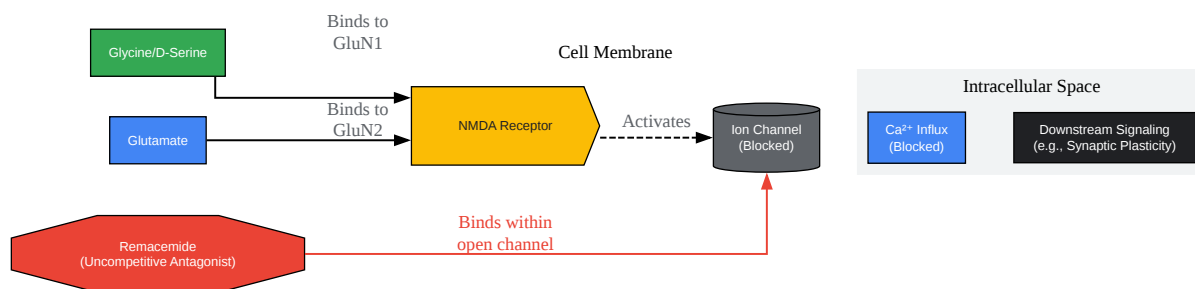 Binds to
GluN1
Glycine/D-Serine
Cell Membrane
Intracellular Space
Binds to
GluN2
Glutamate
NMDA Receptor
Activates
Ion Channel
(Blocked)
Ca²⁺ Influx
(Blocked)
Downstream Signaling
(e.g., Synaptic Plasticity)
Binds within
open channel
Remacemide
(Uncompetitive Antagonist)